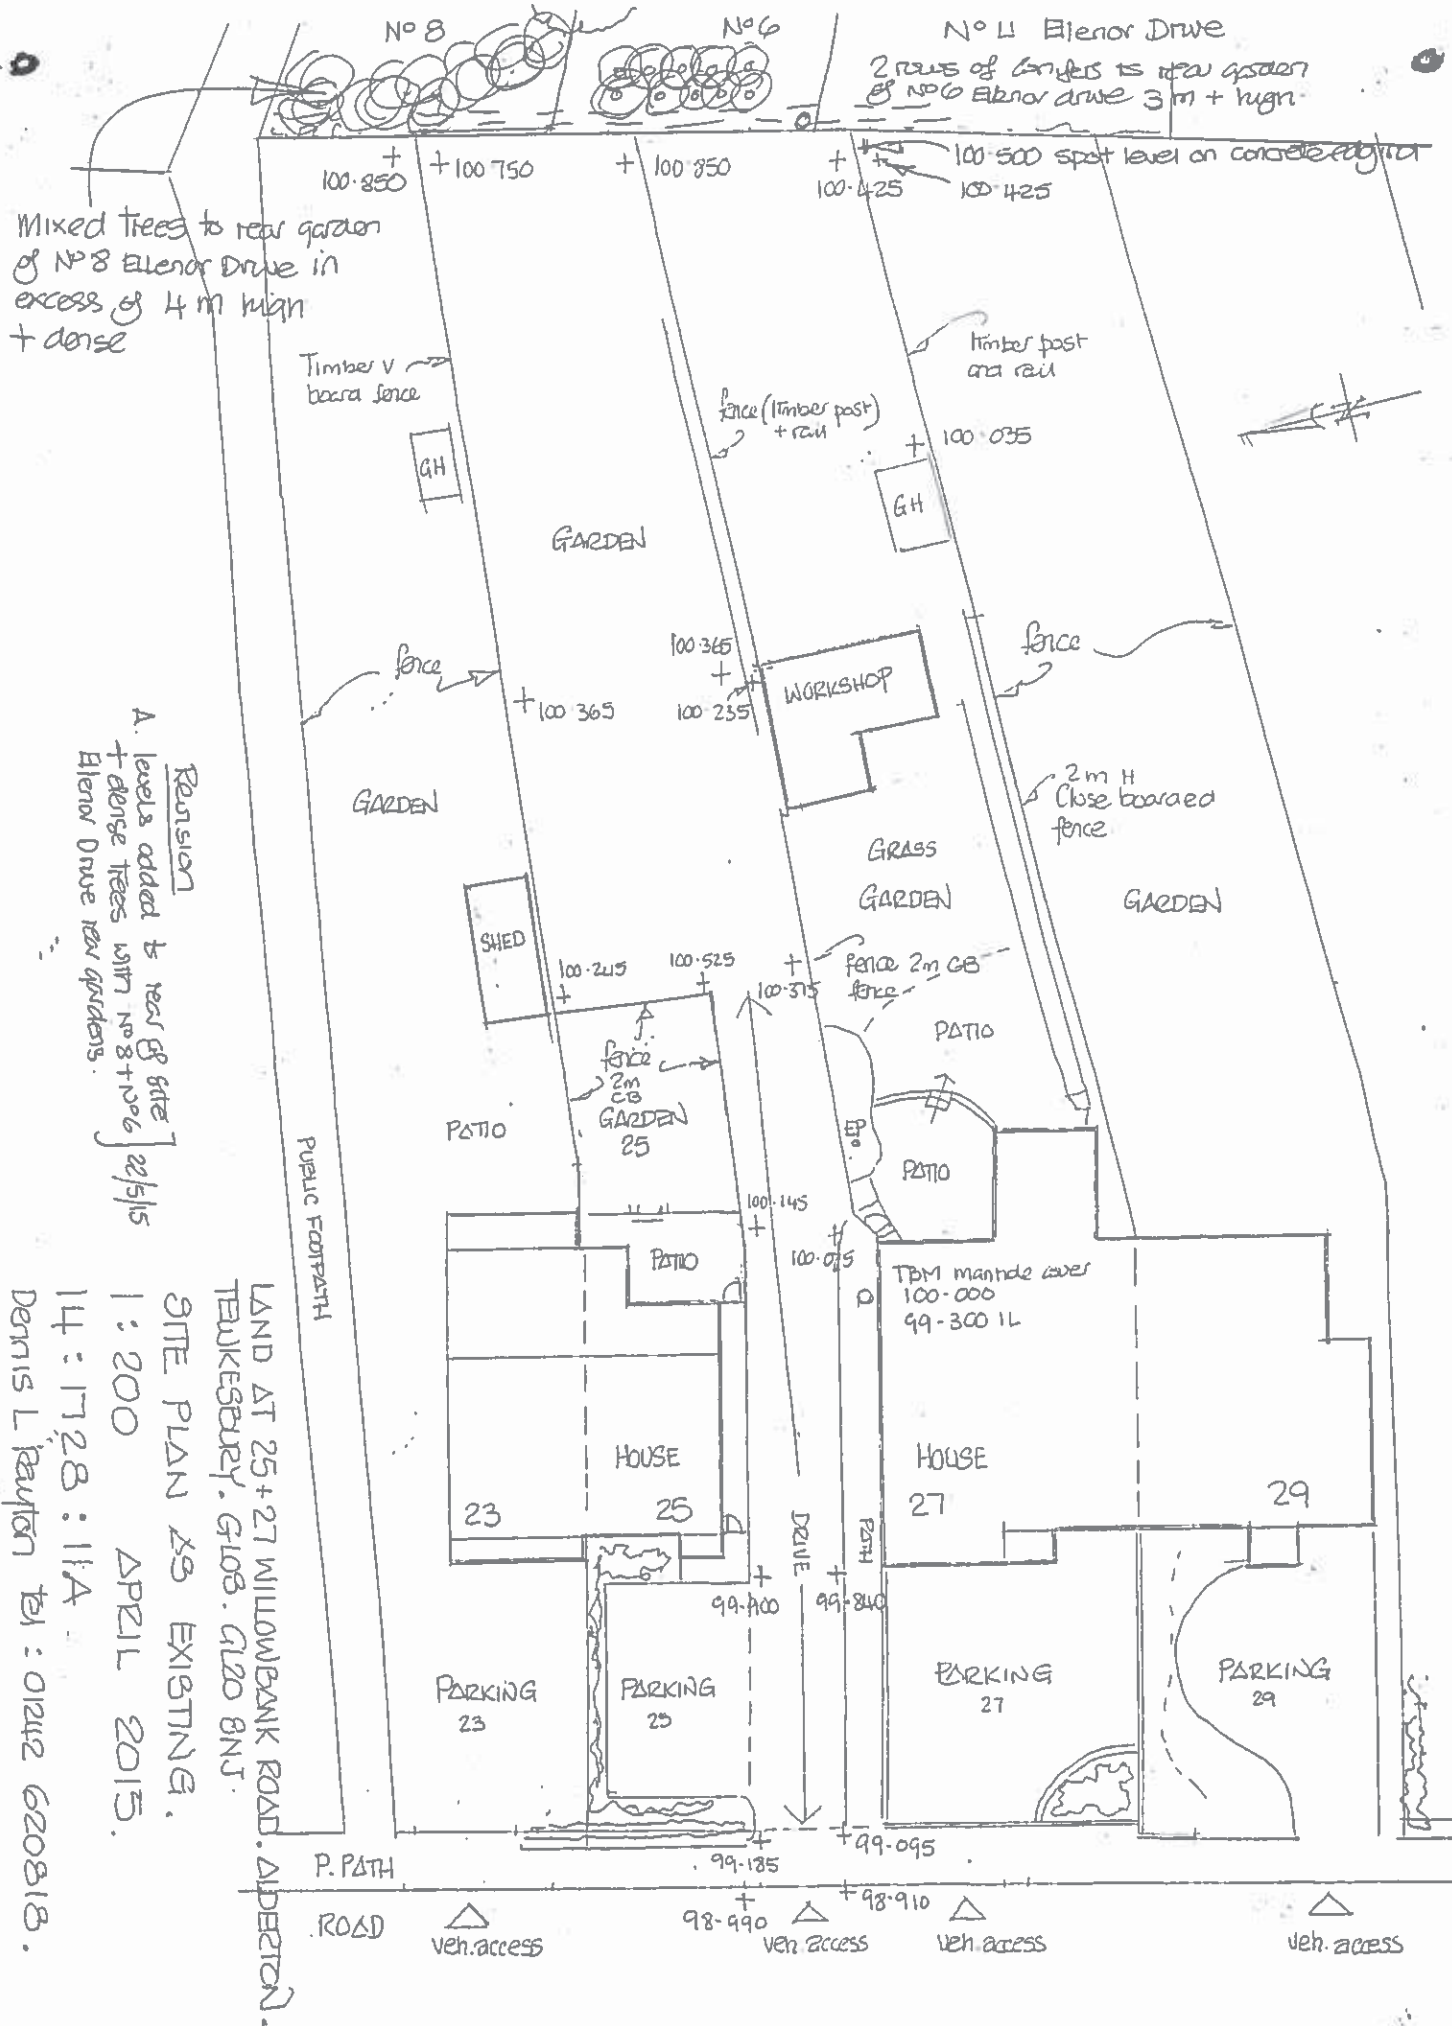 Nº 8
Nº 6
Nº 4 Ellenor Drive
2 rows of conifers to rear garden
of Nº 6 Ellenor drive 3m + high.
100·850
100·750
100·850
100·425
100·500 spot level on concrete edging
100·425
Mixed trees to rear garden
of Nº 8 Ellenor Drive in
excess of 4m high
+ dense
Timber V
board fence
fence (timber post)
+ rail
timber post
and rail
100·035
GH
GH
GARDEN
fence
100·365
100·365
100·235
WORKSHOP
fence
2m H
Close boarded
fence
GARDEN
GRASS
GARDEN
GARDEN
SHED
100·245
100·525
100·375
fence 2m CB
fence
PATIO
fence
2m
CB
GARDEN
25
PATIO
EP
PATIO
PUBLIC FOOTPATH
100·145
PATIO
100·075
TBM manhole cover
100·000
99·300 IL
HOUSE
23
25
HOUSE
27
29
DRIVE
PATH
99·400
99·840
PARKING
23
PARKING
25
PARKING
27
PARKING
29
P. PATH
99·185
99·095
ROAD
98·990
98·910
Veh. access
Veh. access
Veh. access
Veh. access
Revision
A. levels added to rear of site
+ dense trees with Nº 8 + Nº 6
Ellenor Drive rear gardens.
22/5/15
LAND AT 25+27 WILLOWBANK ROAD. ALDERTON.
TEWKESBURY. GLOS. GL20 8NJ.
SITE PLAN AS EXISTING.
1:200 APRIL 2015.
14:1728:11A
Dennis L Paynton tel: 01242 620818.